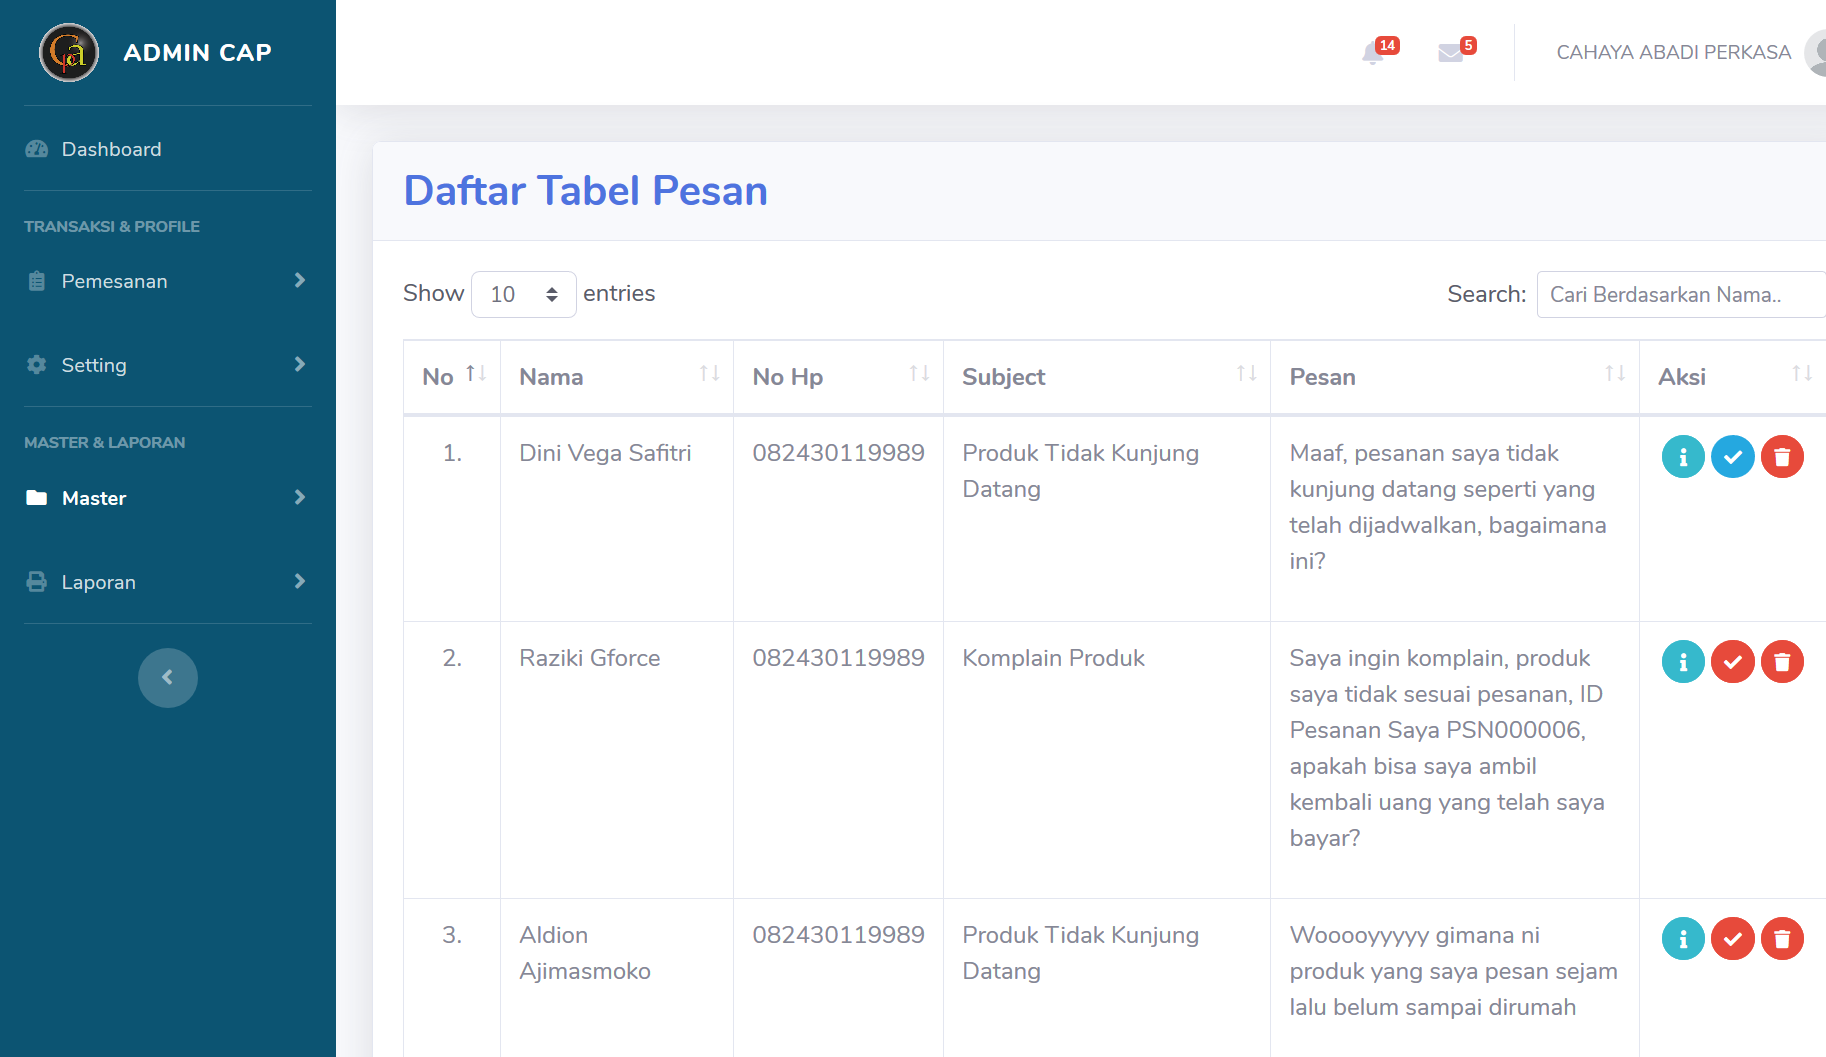 ADMIN CAP
14
5
CAHAYA ABADI PERKASA
Dashboard
TRANSAKSI & PROFILE
Pemesanan
Setting
MASTER & LAPORAN
Master
Laporan
Daftar Tabel Pesan
Show 10 entries
Search: Cari Berdasarkan Nama..
No Nama No Hp Subject Pesan Aksi
1. Dini Vega Safitri 082430119989 Produk Tidak Kunjung
Datang
Maaf, pesanan saya tidak
kunjung datang seperti yang
telah dijadwalkan, bagaimana
ini?
2. Raziki Gforce 082430119989 Komplain Produk
Saya ingin komplain, produk
saya tidak sesuai pesanan, ID
Pesanan Saya PSN000006,
apakah bisa saya ambil
kembali uang yang telah saya
bayar?
3. Aldion
Ajimasmoko
082430119989
Produk Tidak Kunjung
Datang
Wooooyyyyy gimana ni
produk yang saya pesan sejam
lalu belum sampai dirumah